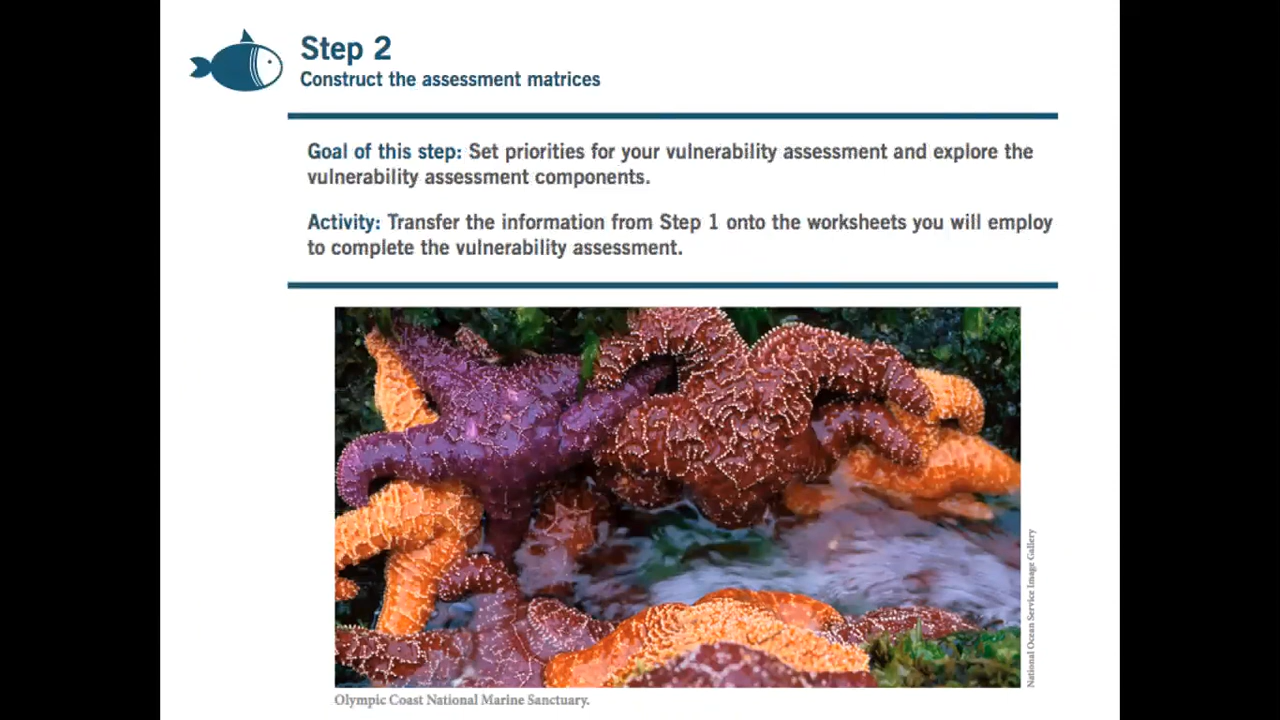 Step 2
Construct the assessment matrices
Goal of this step: Set priorities for your vulnerability assessment and explore the
vulnerability assessment components.
Activity: Transfer the information from Step 1 onto the worksheets you will employ
to complete the vulnerability assessment.
National Ocean Service Image Gallery
Olympic Coast National Marine Sanctuary.